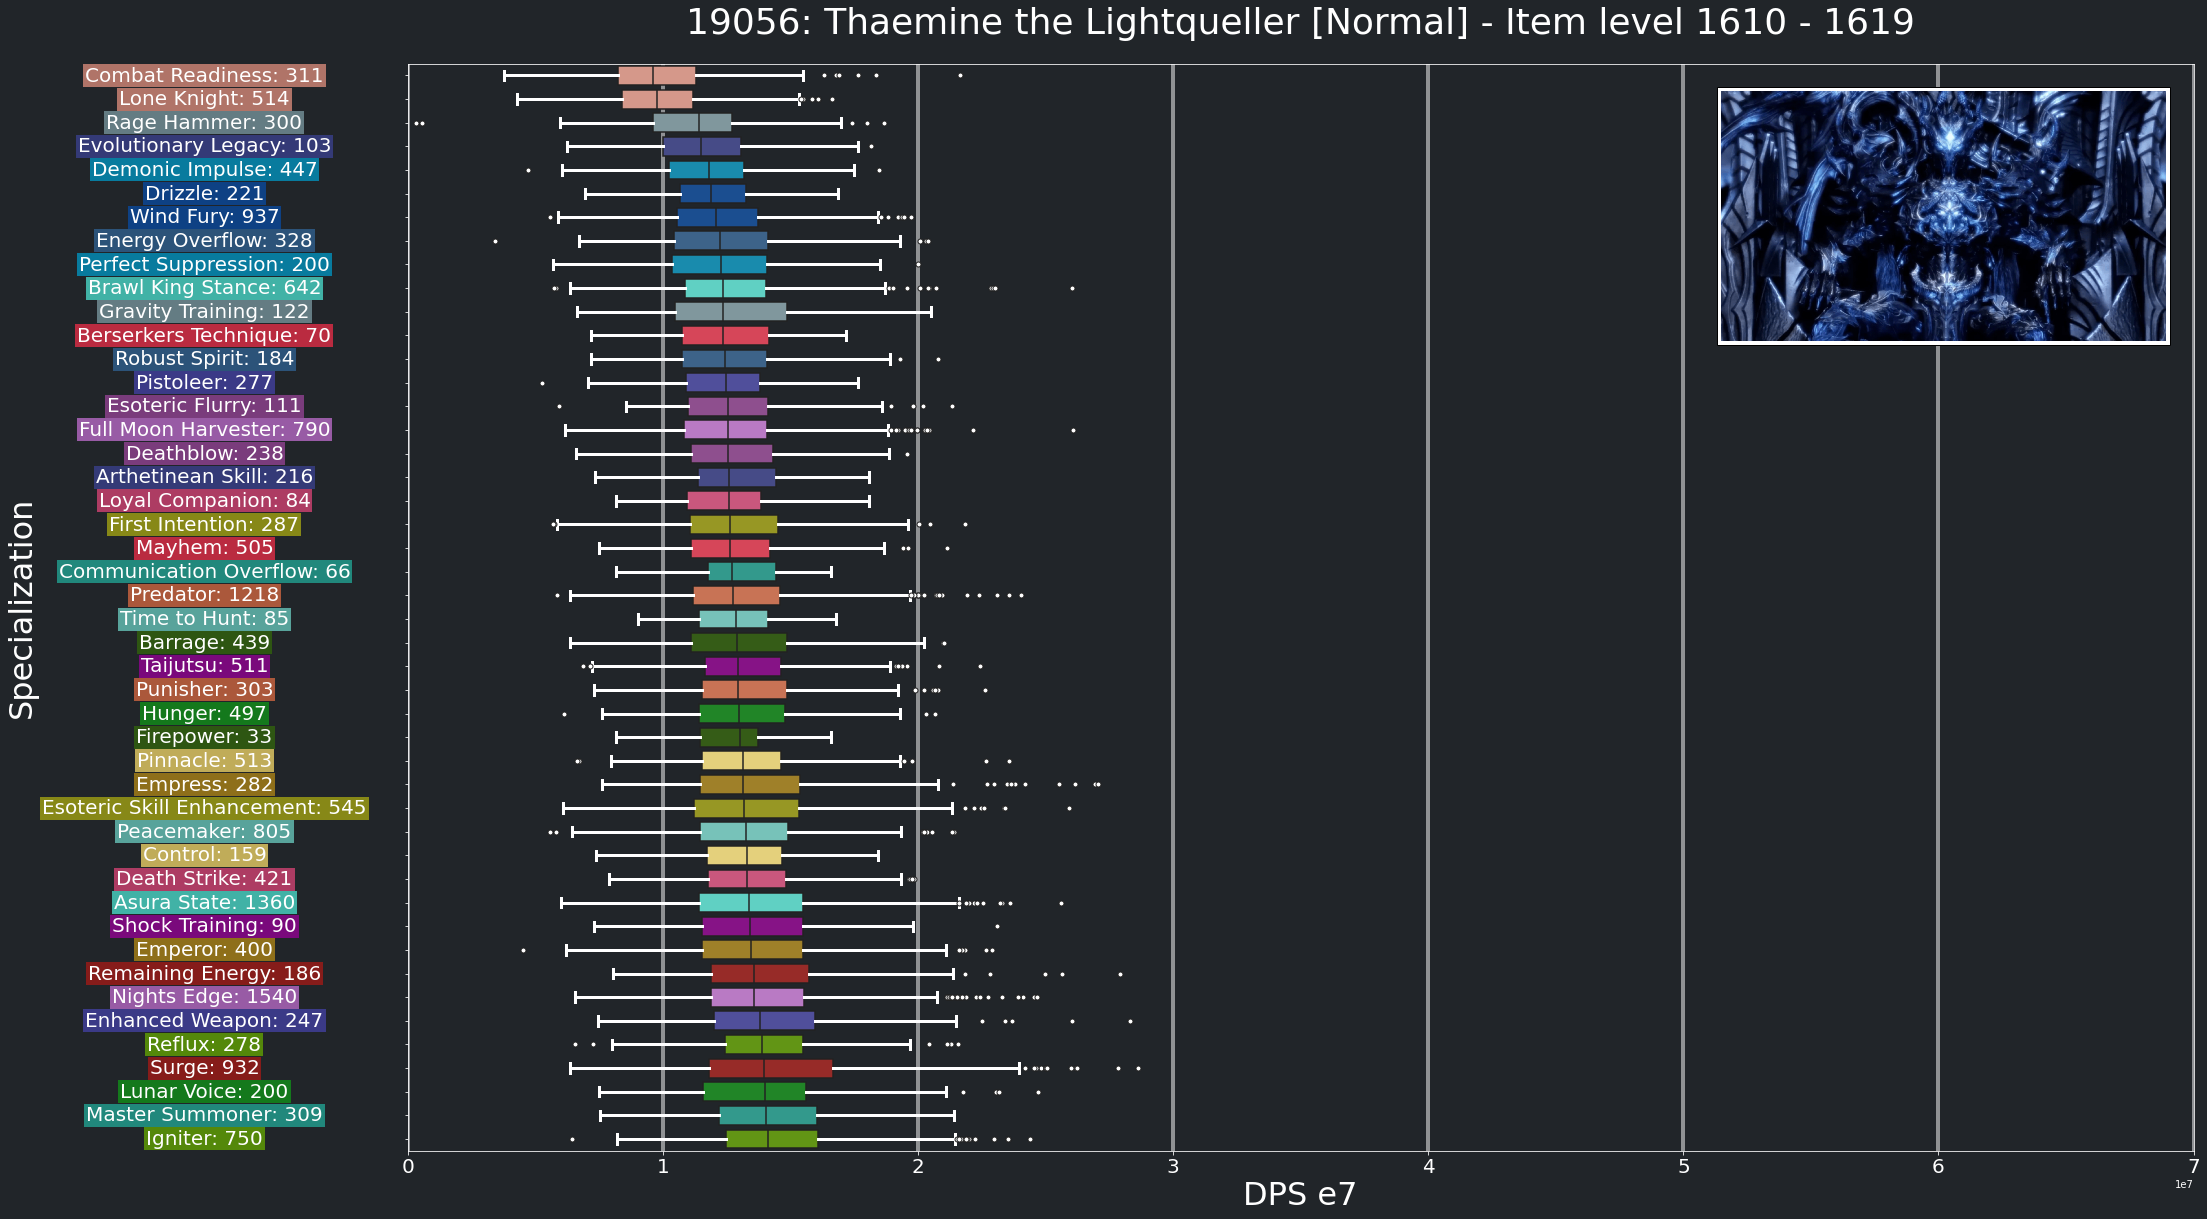 19056: Thaemine the Lightqueller [Normal] - Item level 1610 - 1619
Combat Readiness: 311
Lone Knight: 514
Rage Hammer: 300
Evolutionary Legacy: 103
Demonic Impulse: 447
Drizzle: 221
Wind Fury: 937
Energy Overflow: 328
Perfect Suppression: 200
Brawl King Stance: 642
Gravity Training: 122
Berserkers Technique: 70
Robust Spirit: 184
Pistoleer: 277
Esoteric Flurry: 111
Full Moon Harvester: 790
Deathblow: 238
Arthetinean Skill: 216
Loyal Companion: 84
First Intention: 287
Mayhem: 505
Communication Overflow: 66
Predator: 1218
Time to Hunt: 85
Barrage: 439
Taijutsu: 511
Punisher: 303
Hunger: 497
Firepower: 33
Pinnacle: 513
Empress: 282
Esoteric Skill Enhancement: 545
Peacemaker: 805
Control: 159
Death Strike: 421
Asura State: 1360
Shock Training: 90
Emperor: 400
Remaining Energy: 186
Nights Edge: 1540
Enhanced Weapon: 247
Reflux: 278
Surge: 932
Lunar Voice: 200
Master Summoner: 309
Igniter: 750
Specialization
0 1 2 3 4 5 6 7
1e7
DPS e7